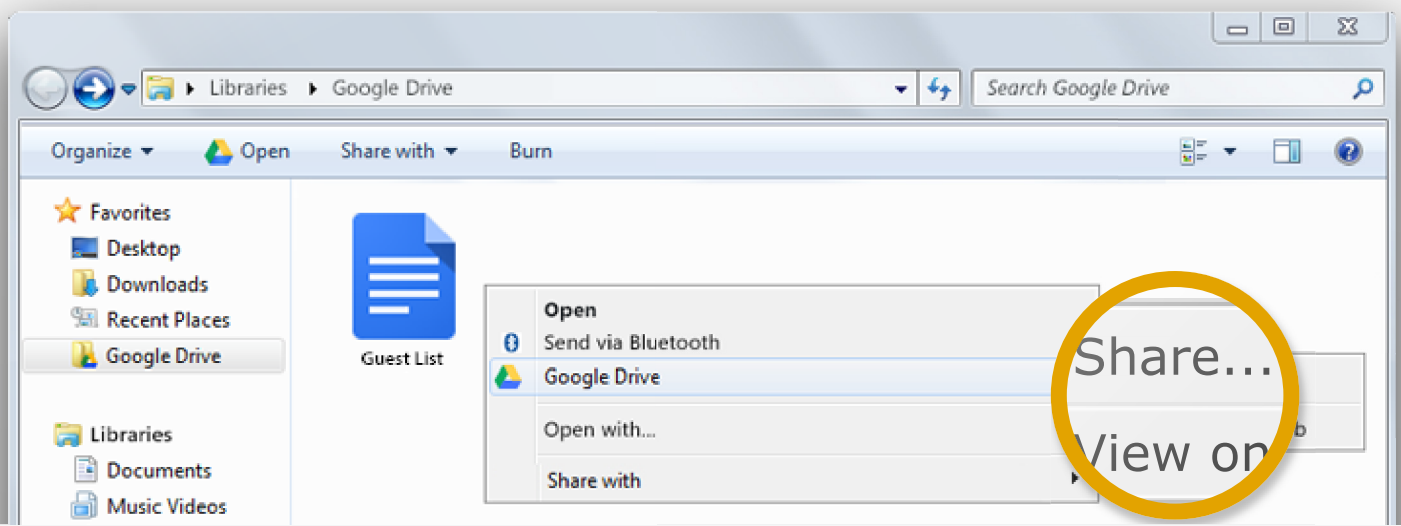 Libraries Google Drive
Search Google Drive
Organize Open Share with Burn
Favorites
Desktop
Downloads
Recent Places
Google Drive
Libraries
Documents
Music Videos
Guest List
Open
Send via Bluetooth
Google Drive
Open with...
Share with
Share...
View on
b